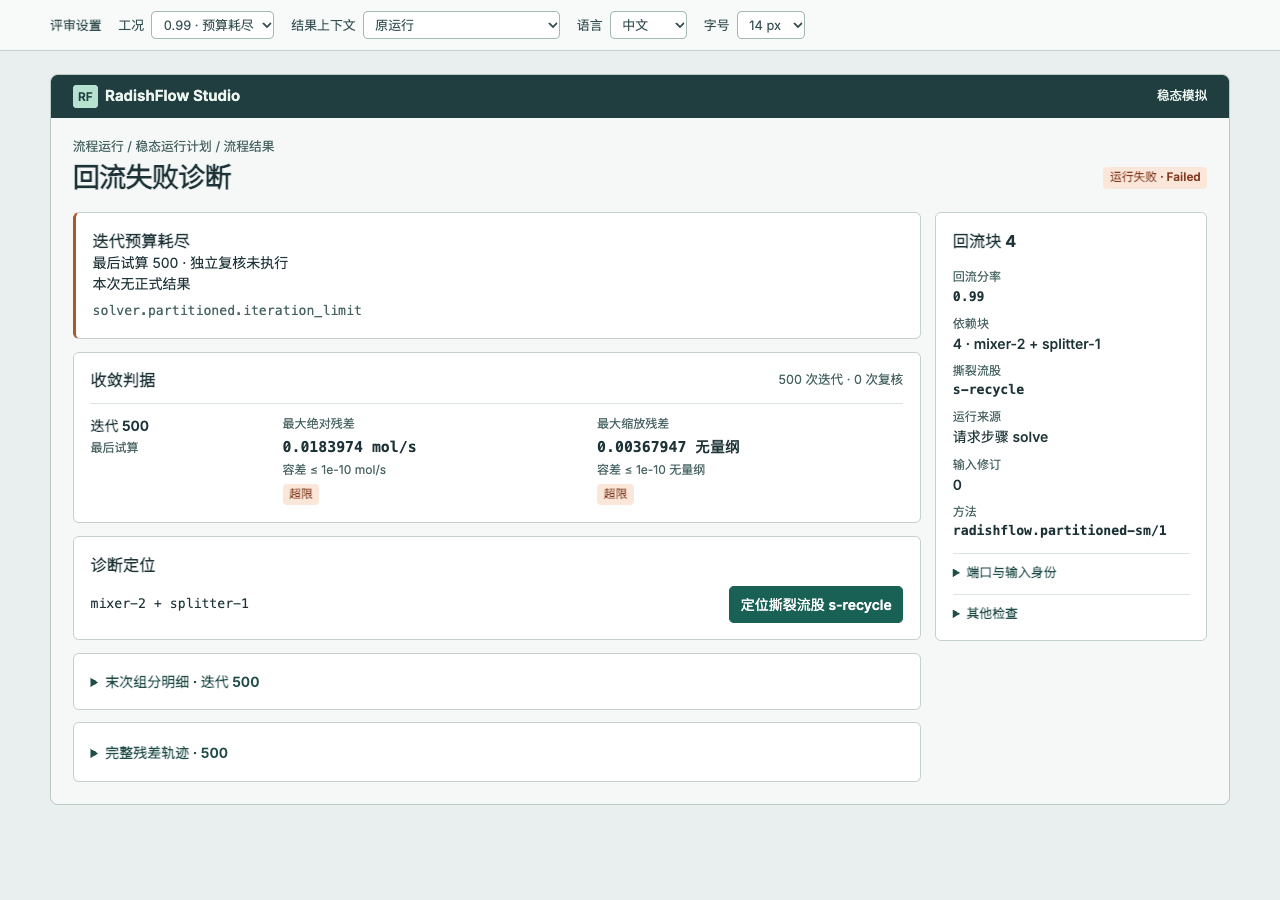 评审设置 工况 0.99 · 预算耗尽 结果上下文 原运行 语言 中文 字号 14 px
RF RadishFlow Studio 稳态模拟
流程运行 / 稳态运行计划 / 流程结果
回流失败诊断
运行失败 · Failed
迭代预算耗尽
最后试算 500 · 独立复核未执行
本次无正式结果
solver.partitioned.iteration_limit
收敛判据 500 次迭代 · 0 次复核
迭代 500
最后试算
最大绝对残差
0.0183974 mol/s
容差 ≤ 1e-10 mol/s
超限
最大缩放残差
0.00367947 无量纲
容差 ≤ 1e-10 无量纲
超限
诊断定位
mixer-2 + splitter-1
定位撕裂流股 s-recycle
末次组分明细 · 迭代 500
完整残差轨迹 · 500
回流块 4
回流分率
0.99
依赖块
4 · mixer-2 + splitter-1
撕裂流股
s-recycle
运行来源
请求步骤 solve
输入修订
0
方法
radishflow.partitioned-sm/1
端口与输入身份
其他检查